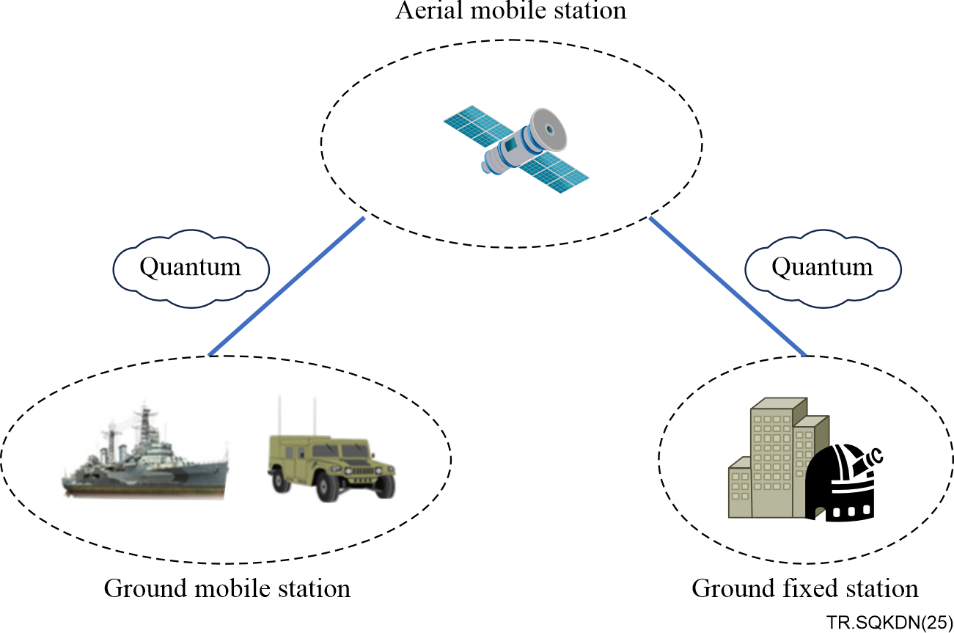 Aerial mobile station
Quantum
Quantum
Ground mobile station
Ground fixed station
TR.SQKDN(25)